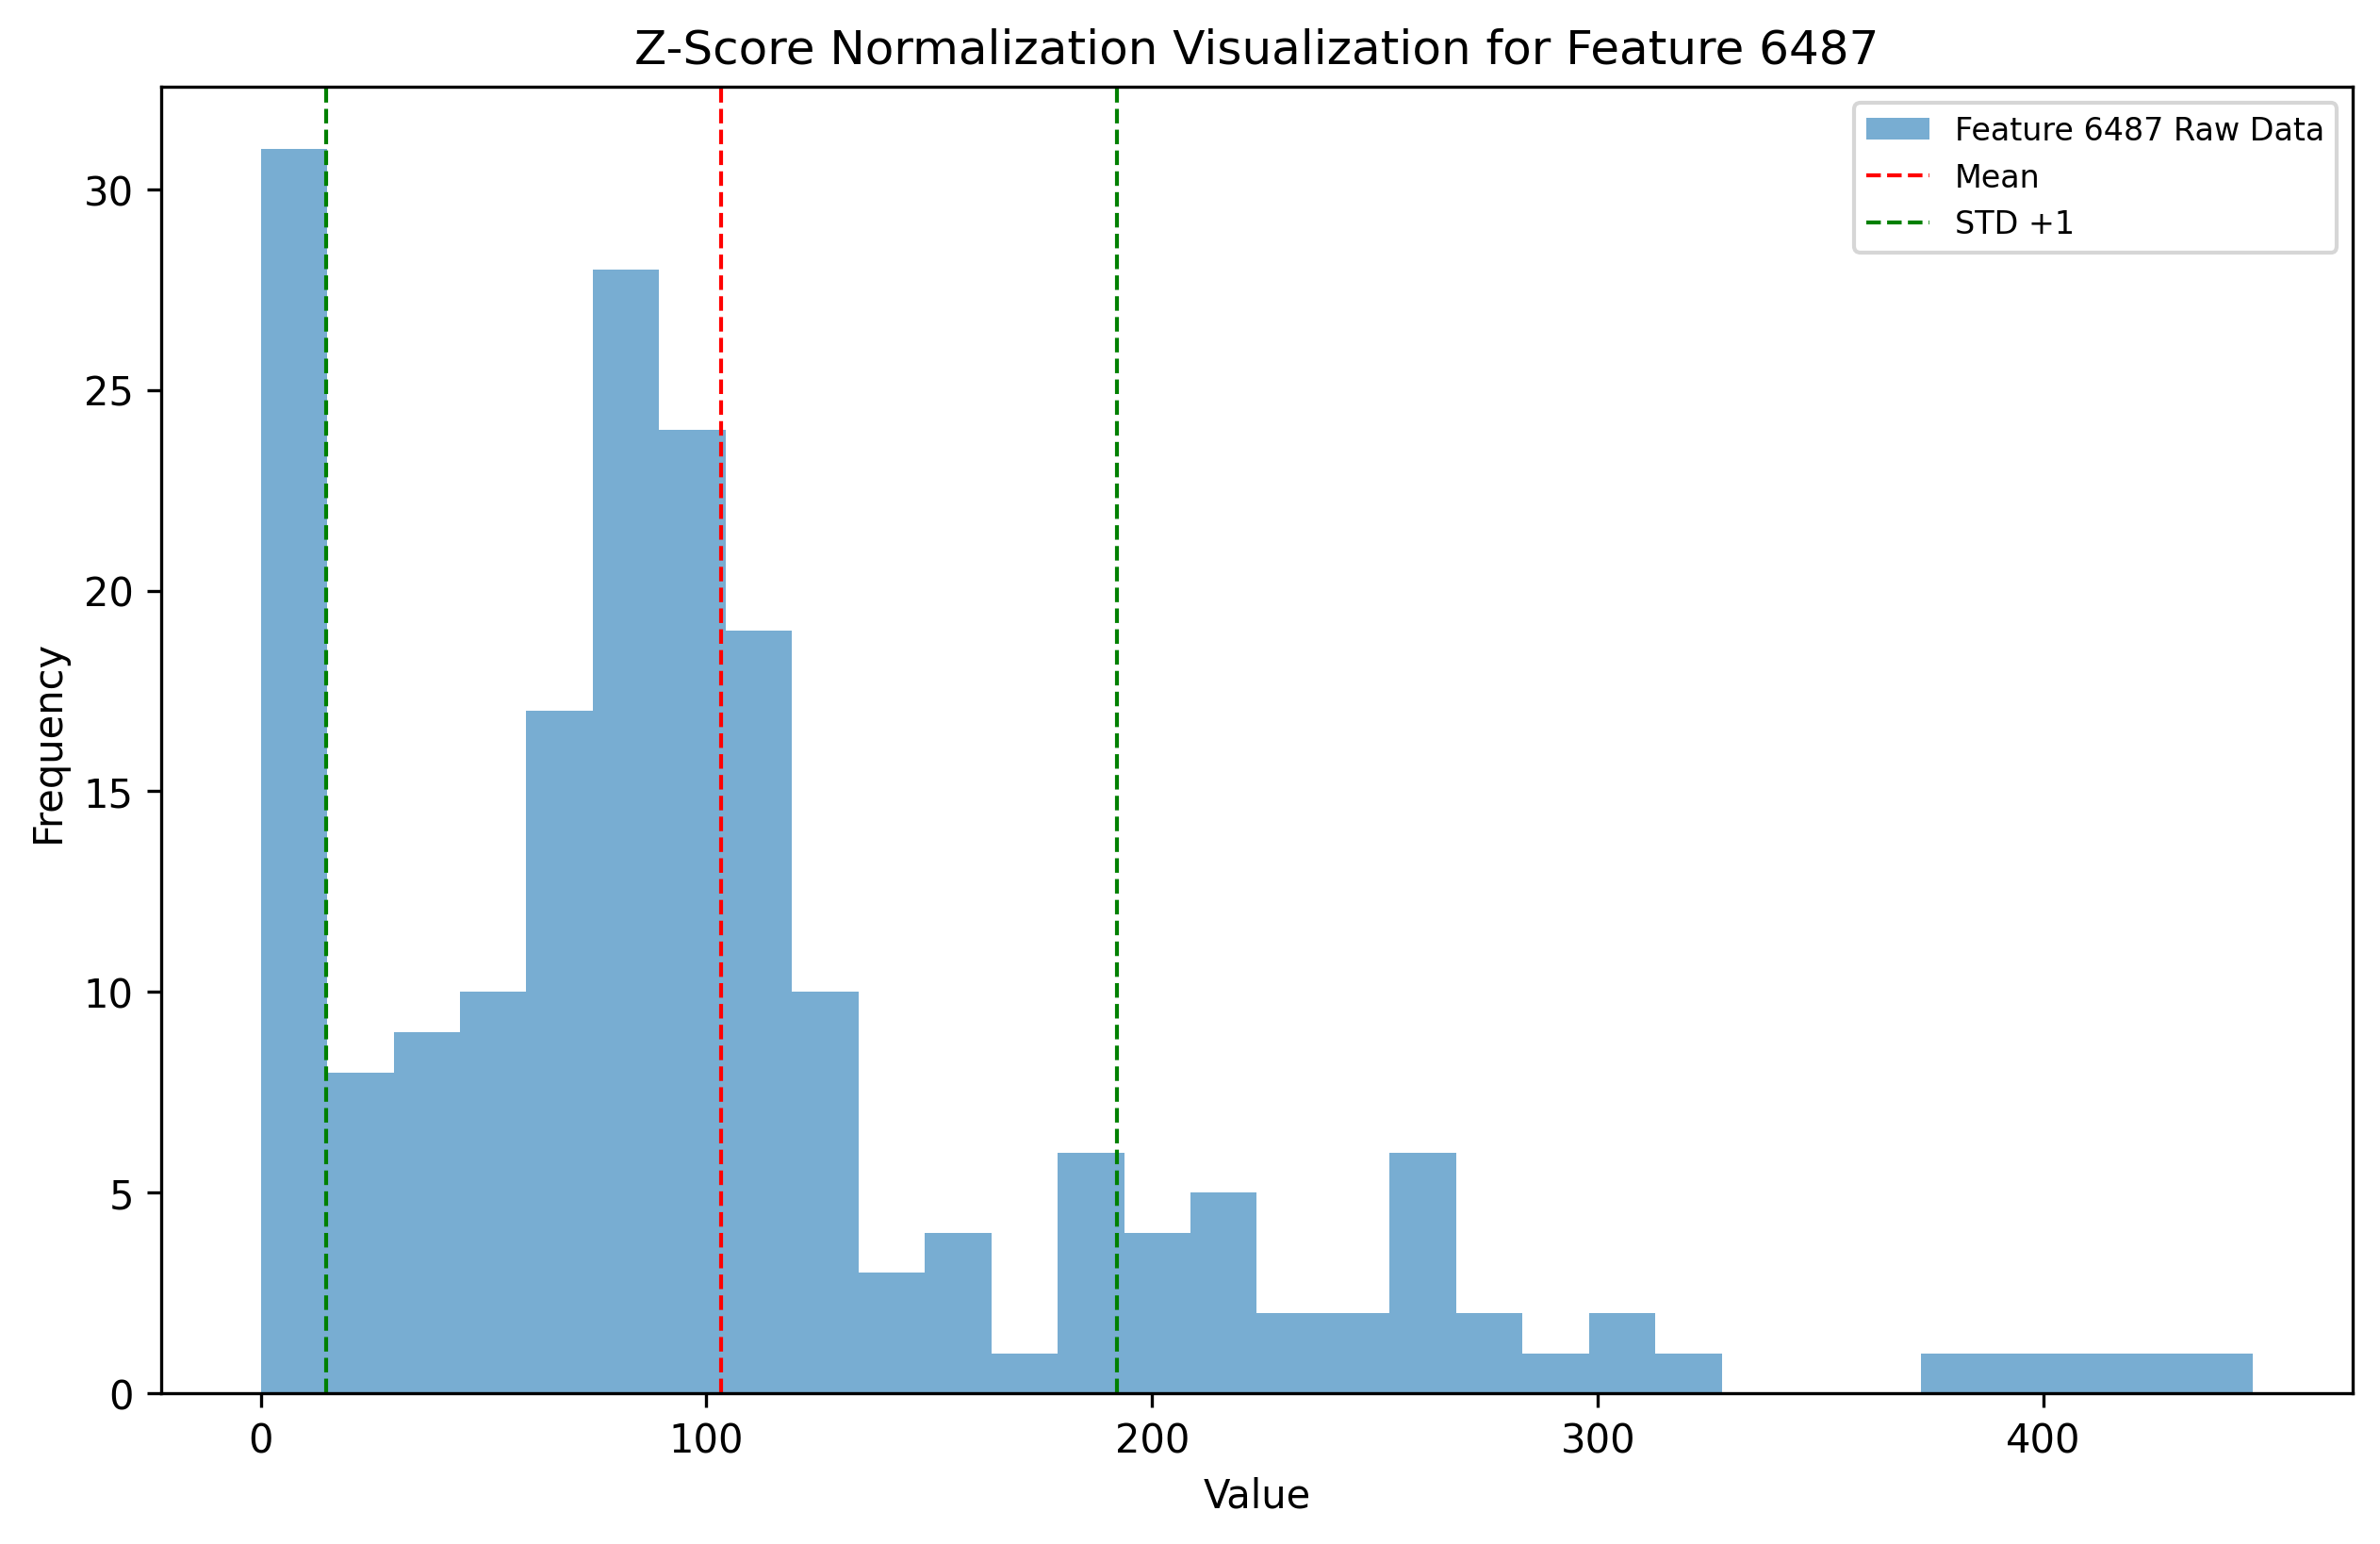 Z-Score Normalization Visualization for Feature 6487
Feature 6487 Raw Data
Mean
STD +1
Frequency
30
25
20
15
10
5
0
0 100 200 300 400
Value